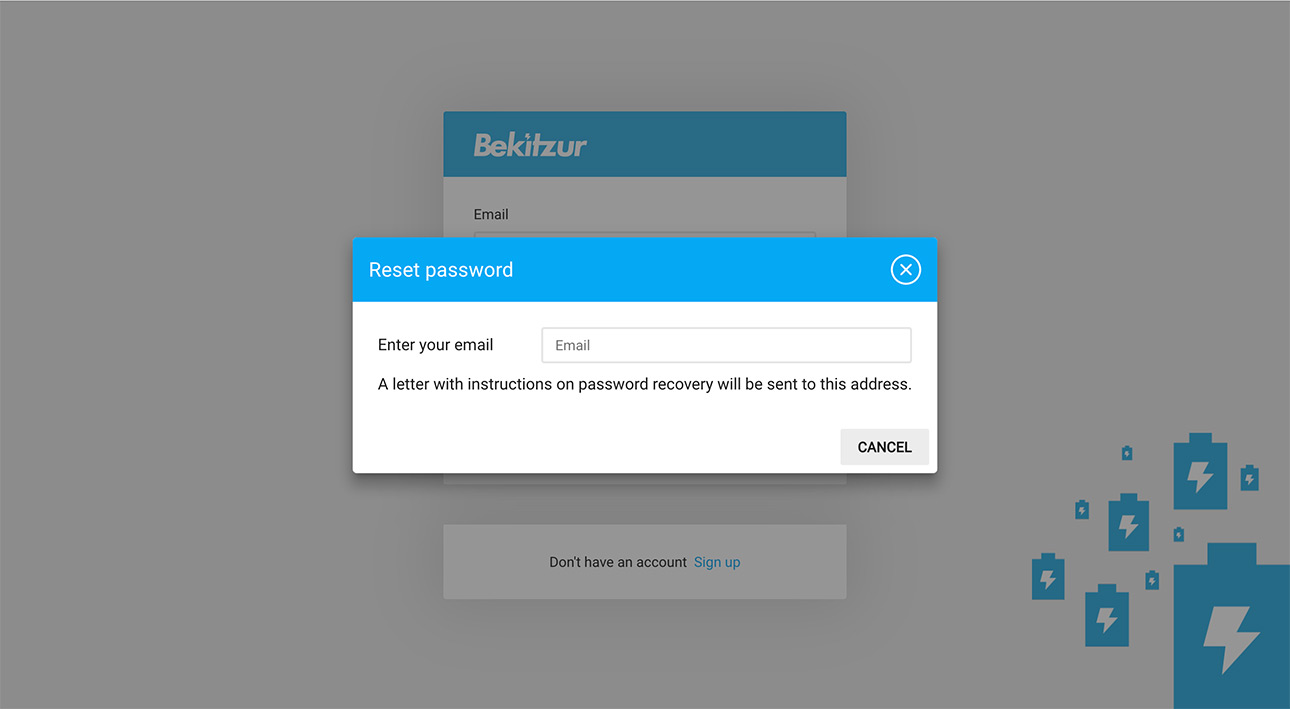 Bekitzur
Email
Reset password
Enter your email
Email
A letter with instructions on password recovery will be sent to this address.
CANCEL
Don't have an account Sign up